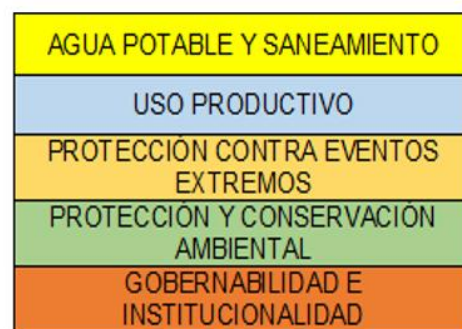 AGUA POTABLE Y SANEAMIENTO
USO PRODUCTIVO
PROTECCIÓN CONTRA EVENTOS
EXTREMOS
PROTECCIÓN Y CONSERVACIÓN
AMBIENTAL
GOBERNABILIDAD E
INSTITUCIONALIDAD